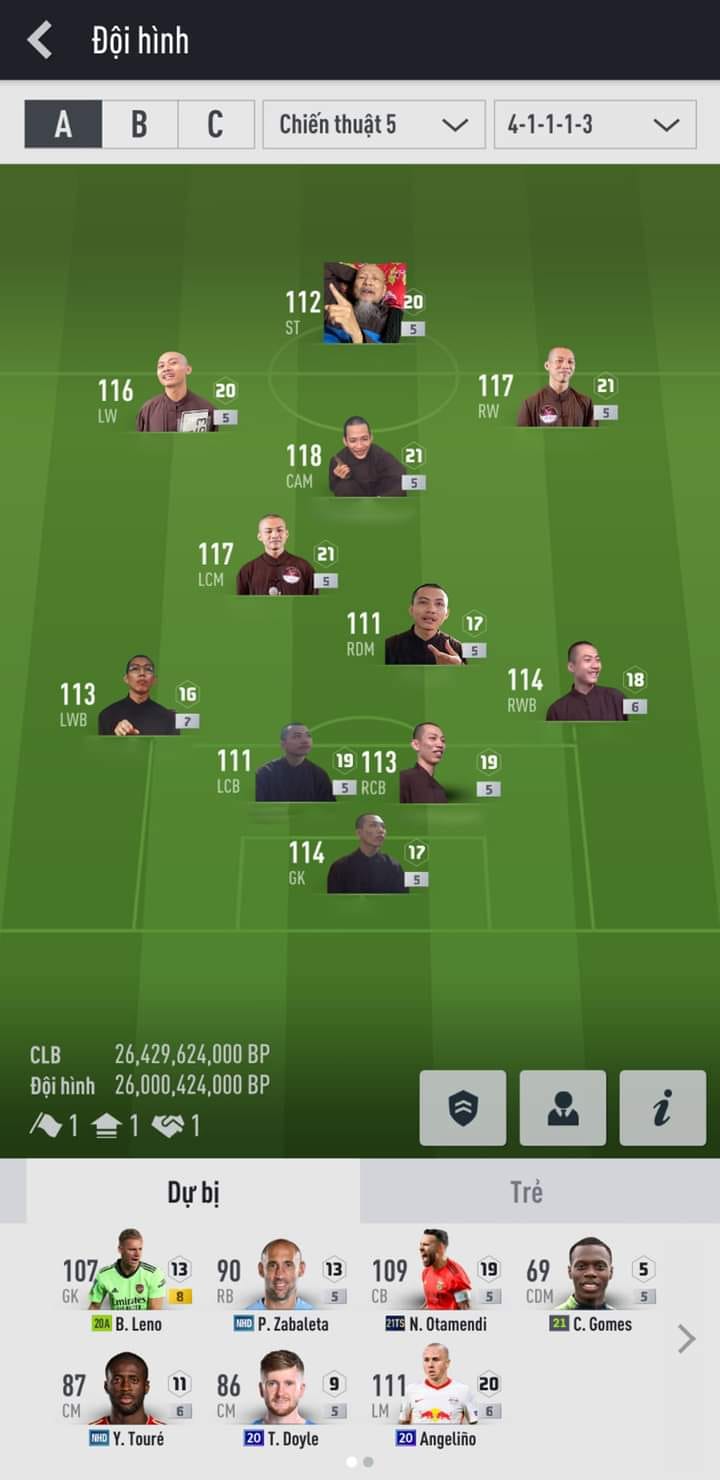 Đội hình
A B C Chiến thuật 5 4-1-1-1-3
112 20
ST 5
116 20
LW 5
117 21
RW 5
118 21
CAM 5
117 21
LCM 5
111 17
RDM 5
113 16
LWB 7
114 18
RWB 6
111 19
LCB 5
113 19
RCB 5
114 17
GK 5
CLB 26,429,624,000 BP
Đội hình 26,000,424,000 BP
1 1 1
i
Dự bị Trẻ
107 13 90 13 109 19 69 5
GK 8 RB 5 CB 5 CDM 5
20A B. Leno NHD P. Zabaleta 21TS N. Otamendi 21 C. Gomes
87 11 86 9 111 20
CM 6 CM 5 LM 6
NHD Y. Touré 20 T. Doyle 20 Angeliño